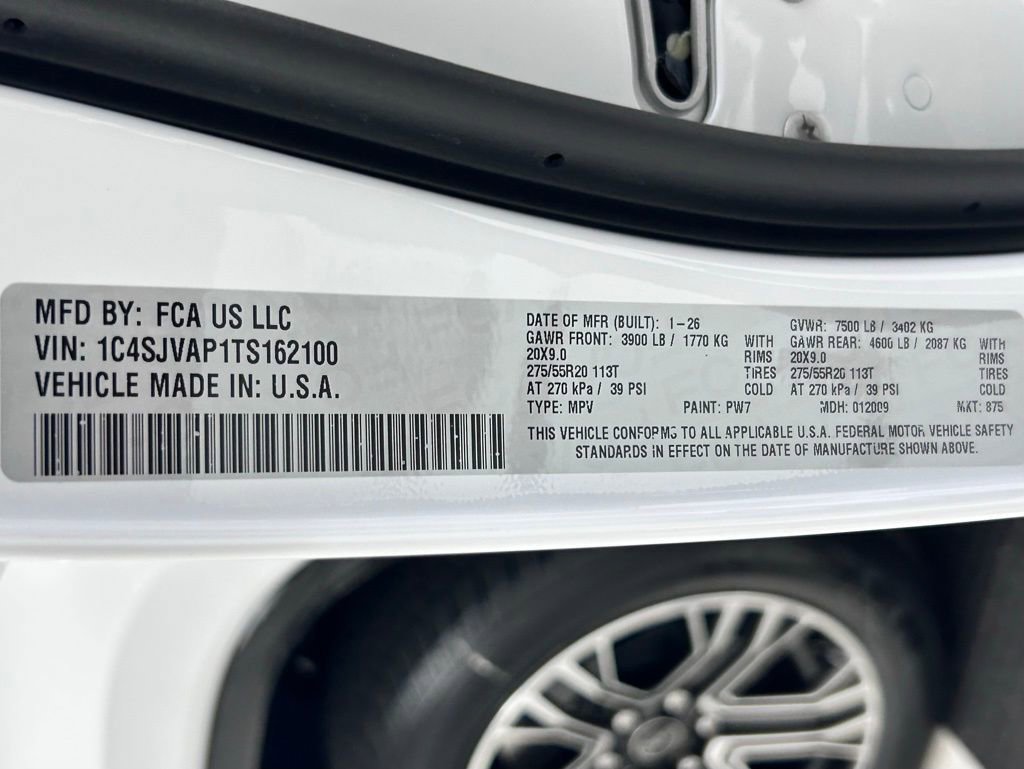 MFD BY: FCA US LLC
VIN: 1C4SJVAP1TS162100
VEHICLE MADE IN: U.S.A.
DATE OF MFR (BUILT): 1-26
GAWR FRONT: 3900 LB / 1770 KG WITH
20X9.0 RIMS
275/55R20 113T TIRES
AT 270 kPa / 39 PSI COLD
TYPE: MPV PAINT: PW7
GVWR: 7500 LB / 3402 KG
GAWR REAR: 4600 LB / 2087 KG WITH
20X9.0 RIMS
275/55R20 113T TIRES
AT 270 kPa / 39 PSI COLD
MDH: 012009 MKT: 875
THIS VEHICLE CONFORMS TO ALL APPLICABLE U.S.A. FEDERAL MOTOR VEHICLE SAFETY
STANDARDS IN EFFECT ON THE DATE OF MANUFACTURE SHOWN ABOVE.